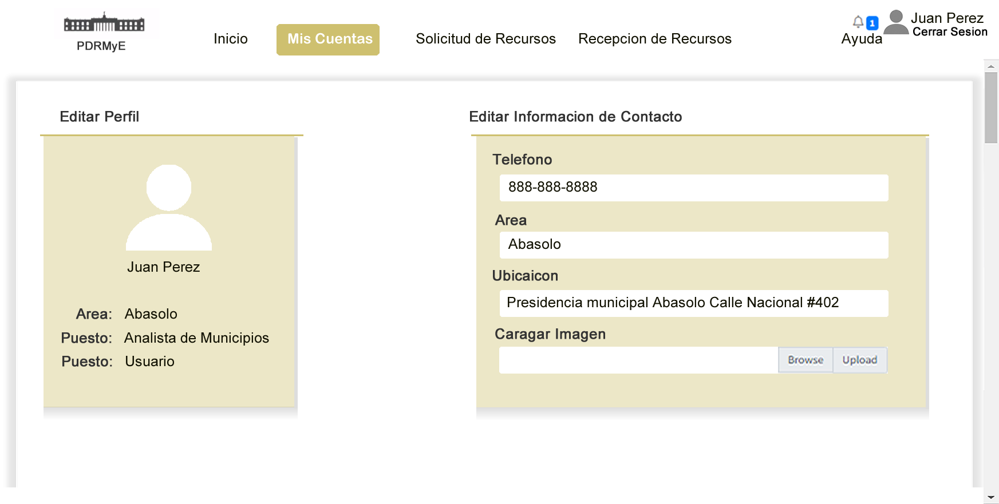 PDRMyE
Inicio
Mis Cuentas
Solicitud de Recursos
Recepcion de Recursos
1
Ayuda
Juan Perez
Cerrar Sesion
Editar Perfil
Juan Perez
Area: Abasolo
Puesto: Analista de Municipios
Puesto: Usuario
Editar Informacion de Contacto
Telefono
888-888-8888
Area
Abasolo
Ubicaicon
Presidencia municipal Abasolo Calle Nacional #402
Caragar Imagen
Browse Upload